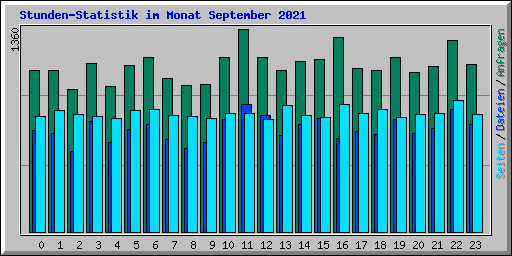 Stunden-Statistik im Monat September 2021
1360
Seiten / Dateien / Anfragen
0 1 2 3 4 5 6 7 8 9 10 11 12 13 14 15 16 17 18 19 20 21 22 23